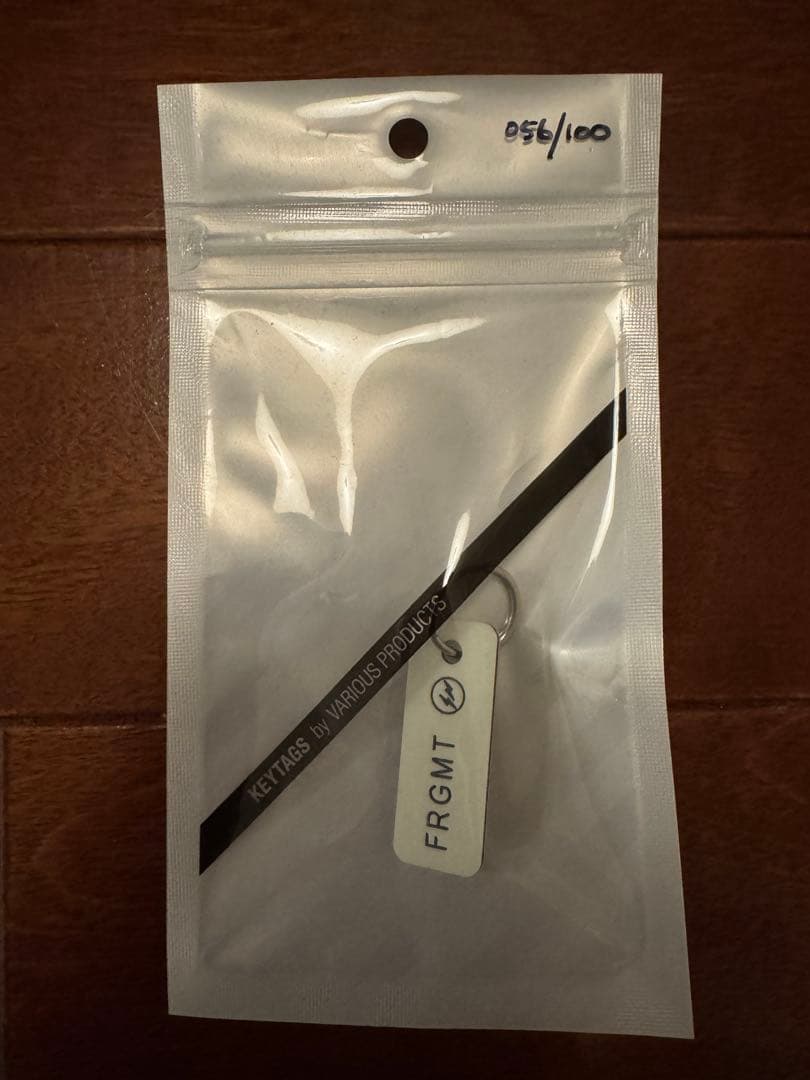 056/100
KEYTAGS by VARIOUS PRODUCTS
FRGMT